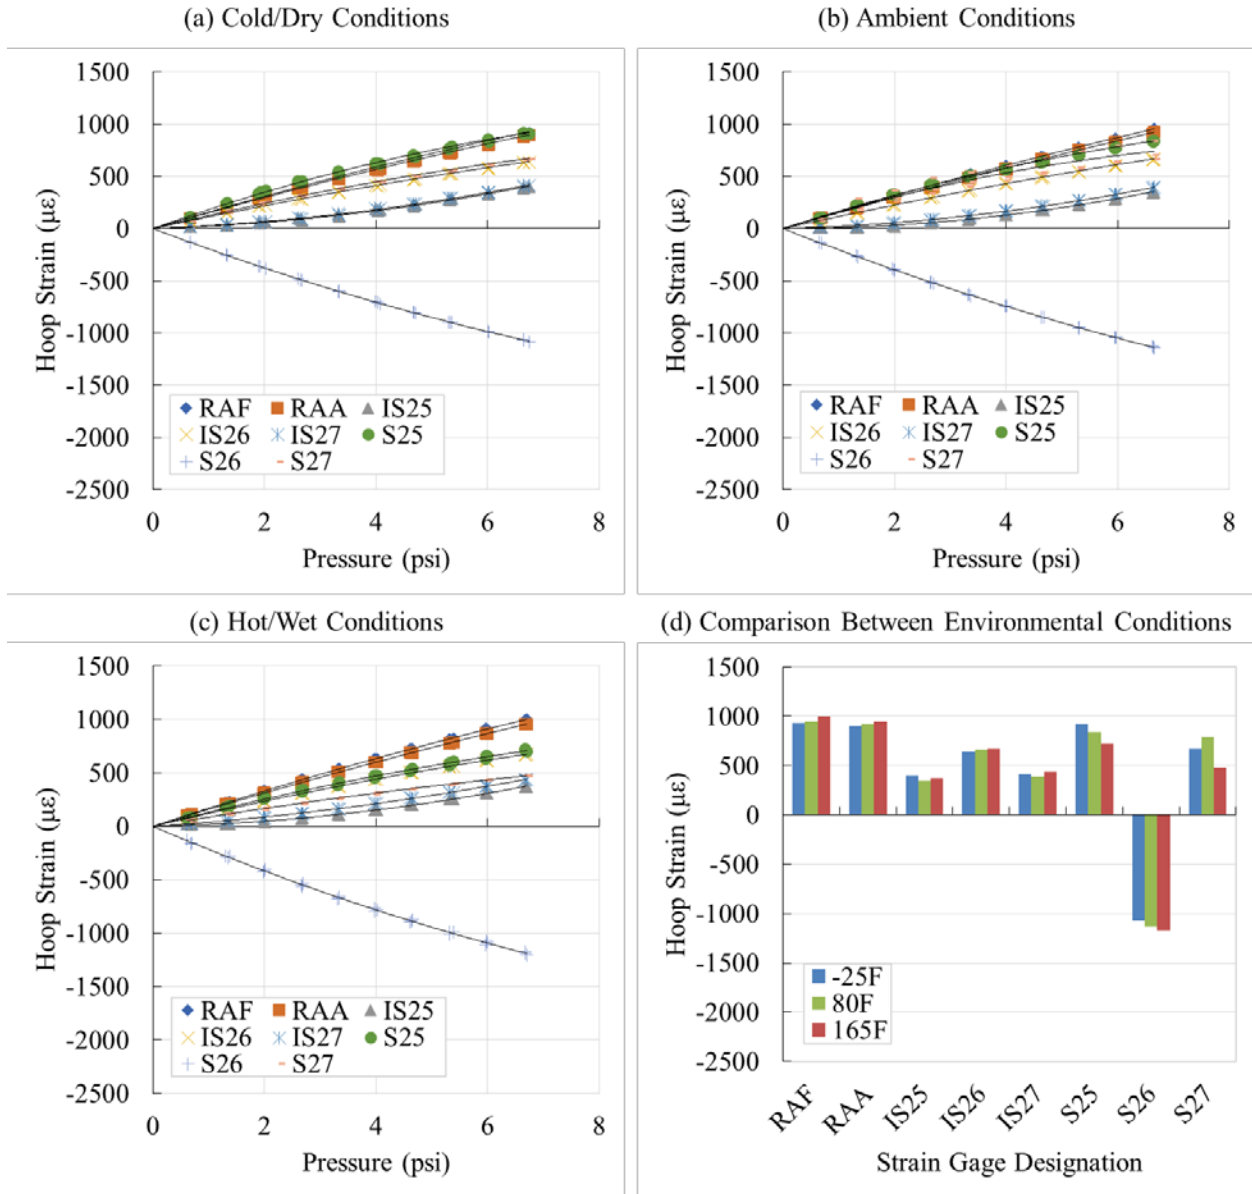 (a) Cold/Dry Conditions
1500
1000
500
0
-500
-1000
-1500
-2000
-2500
Hoop Strain (με)
RAF RAA IS25
IS26 IS27 S25
S26 S27
0 2 4 6 8
Pressure (psi)
(b) Ambient Conditions
1500
1000
500
0
-500
-1000
-1500
-2000
-2500
Hoop Strain (με)
RAF RAA IS25
IS26 IS27 S25
S26 S27
0 2 4 6 8
Pressure (psi)
(c) Hot/Wet Conditions
1500
1000
500
0
-500
-1000
-1500
-2000
-2500
Hoop Strain (με)
RAF RAA IS25
IS26 IS27 S25
S26 S27
0 2 4 6 8
Pressure (psi)
(d) Comparison Between Environmental Conditions
1500
1000
500
0
-500
-1000
-1500
-2000
-2500
Hoop Strain (με)
-25F
80F
165F
RAF RAA IS25 IS26 IS27 S25 S26 S27
Strain Gage Designation